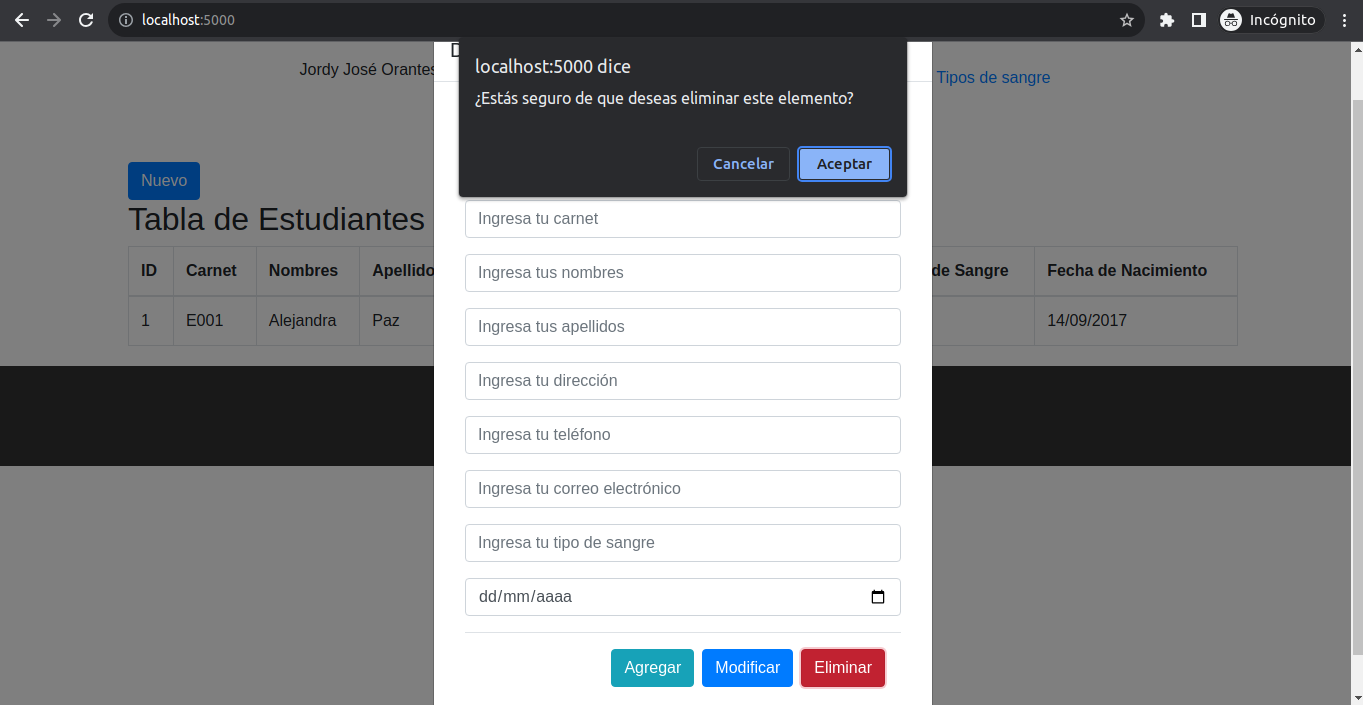 localhost:5000
Incógnito
Jordy José Orantes
Tipos de sangre
localhost:5000 dice
¿Estás seguro de que deseas eliminar este elemento?
Cancelar
Aceptar
Nuevo
Tabla de Estudiantes
ID Carnet Nombres Apellido de Sangre Fecha de Nacimiento
1 E001 Alejandra Paz 14/09/2017
Ingresa tu carnet
Ingresa tus nombres
Ingresa tus apellidos
Ingresa tu dirección
Ingresa tu teléfono
Ingresa tu correo electrónico
Ingresa tu tipo de sangre
dd/mm/aaaa
Agregar Modificar Eliminar